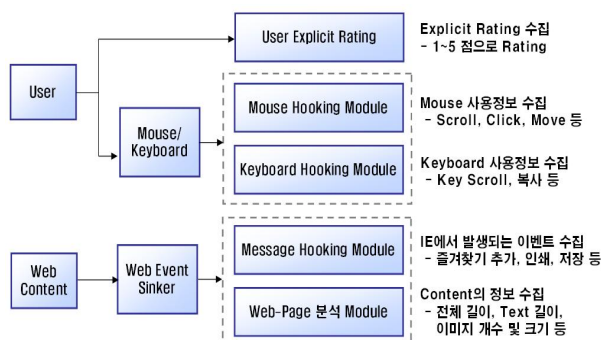 User Explicit Rating
Explicit Rating 수집
- 1~5 점으로 Rating
User
Mouse/
Keyboard
Mouse Hooking Module
Mouse 사용정보 수집
- Scroll, Click, Move 등
Keyboard Hooking Module
Keyboard 사용정보 수집
- Key Scroll, 복사 등
Web
Content
Web Event
Sinker
Message Hooking Module
IE에서 발생되는 이벤트 수집
- 즐겨찾기 추가, 인쇄, 저장 등
Web-Page 분석 Module
Content의 정보 수집
- 전체 길이, Text 길이,
이미지 개수 및 크기 등